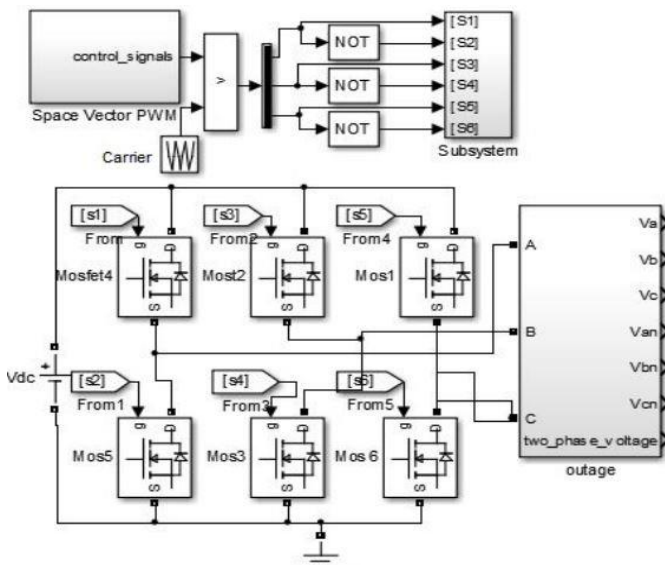 control_signals
Space Vector PWM
>
Carrier
NOT
NOT
NOT
[S1]
[S2]
[S3]
[S4]
[S5]
[S6]
Subsystem
[s1]
From
g
D
S
Mosfet4
[s3]
From2
g
D
S
Most2
[s5]
From4
g
D
S
Mos1
+
Vdc
[s2]
From1
g
D
S
Mos5
[s4]
From3
g
D
S
Mos3
[s6]
From5
g
D
S
Mos6
A
B
C
Va
Vb
Vc
Van
Vbn
Vcn
two_phase_voltage
outage